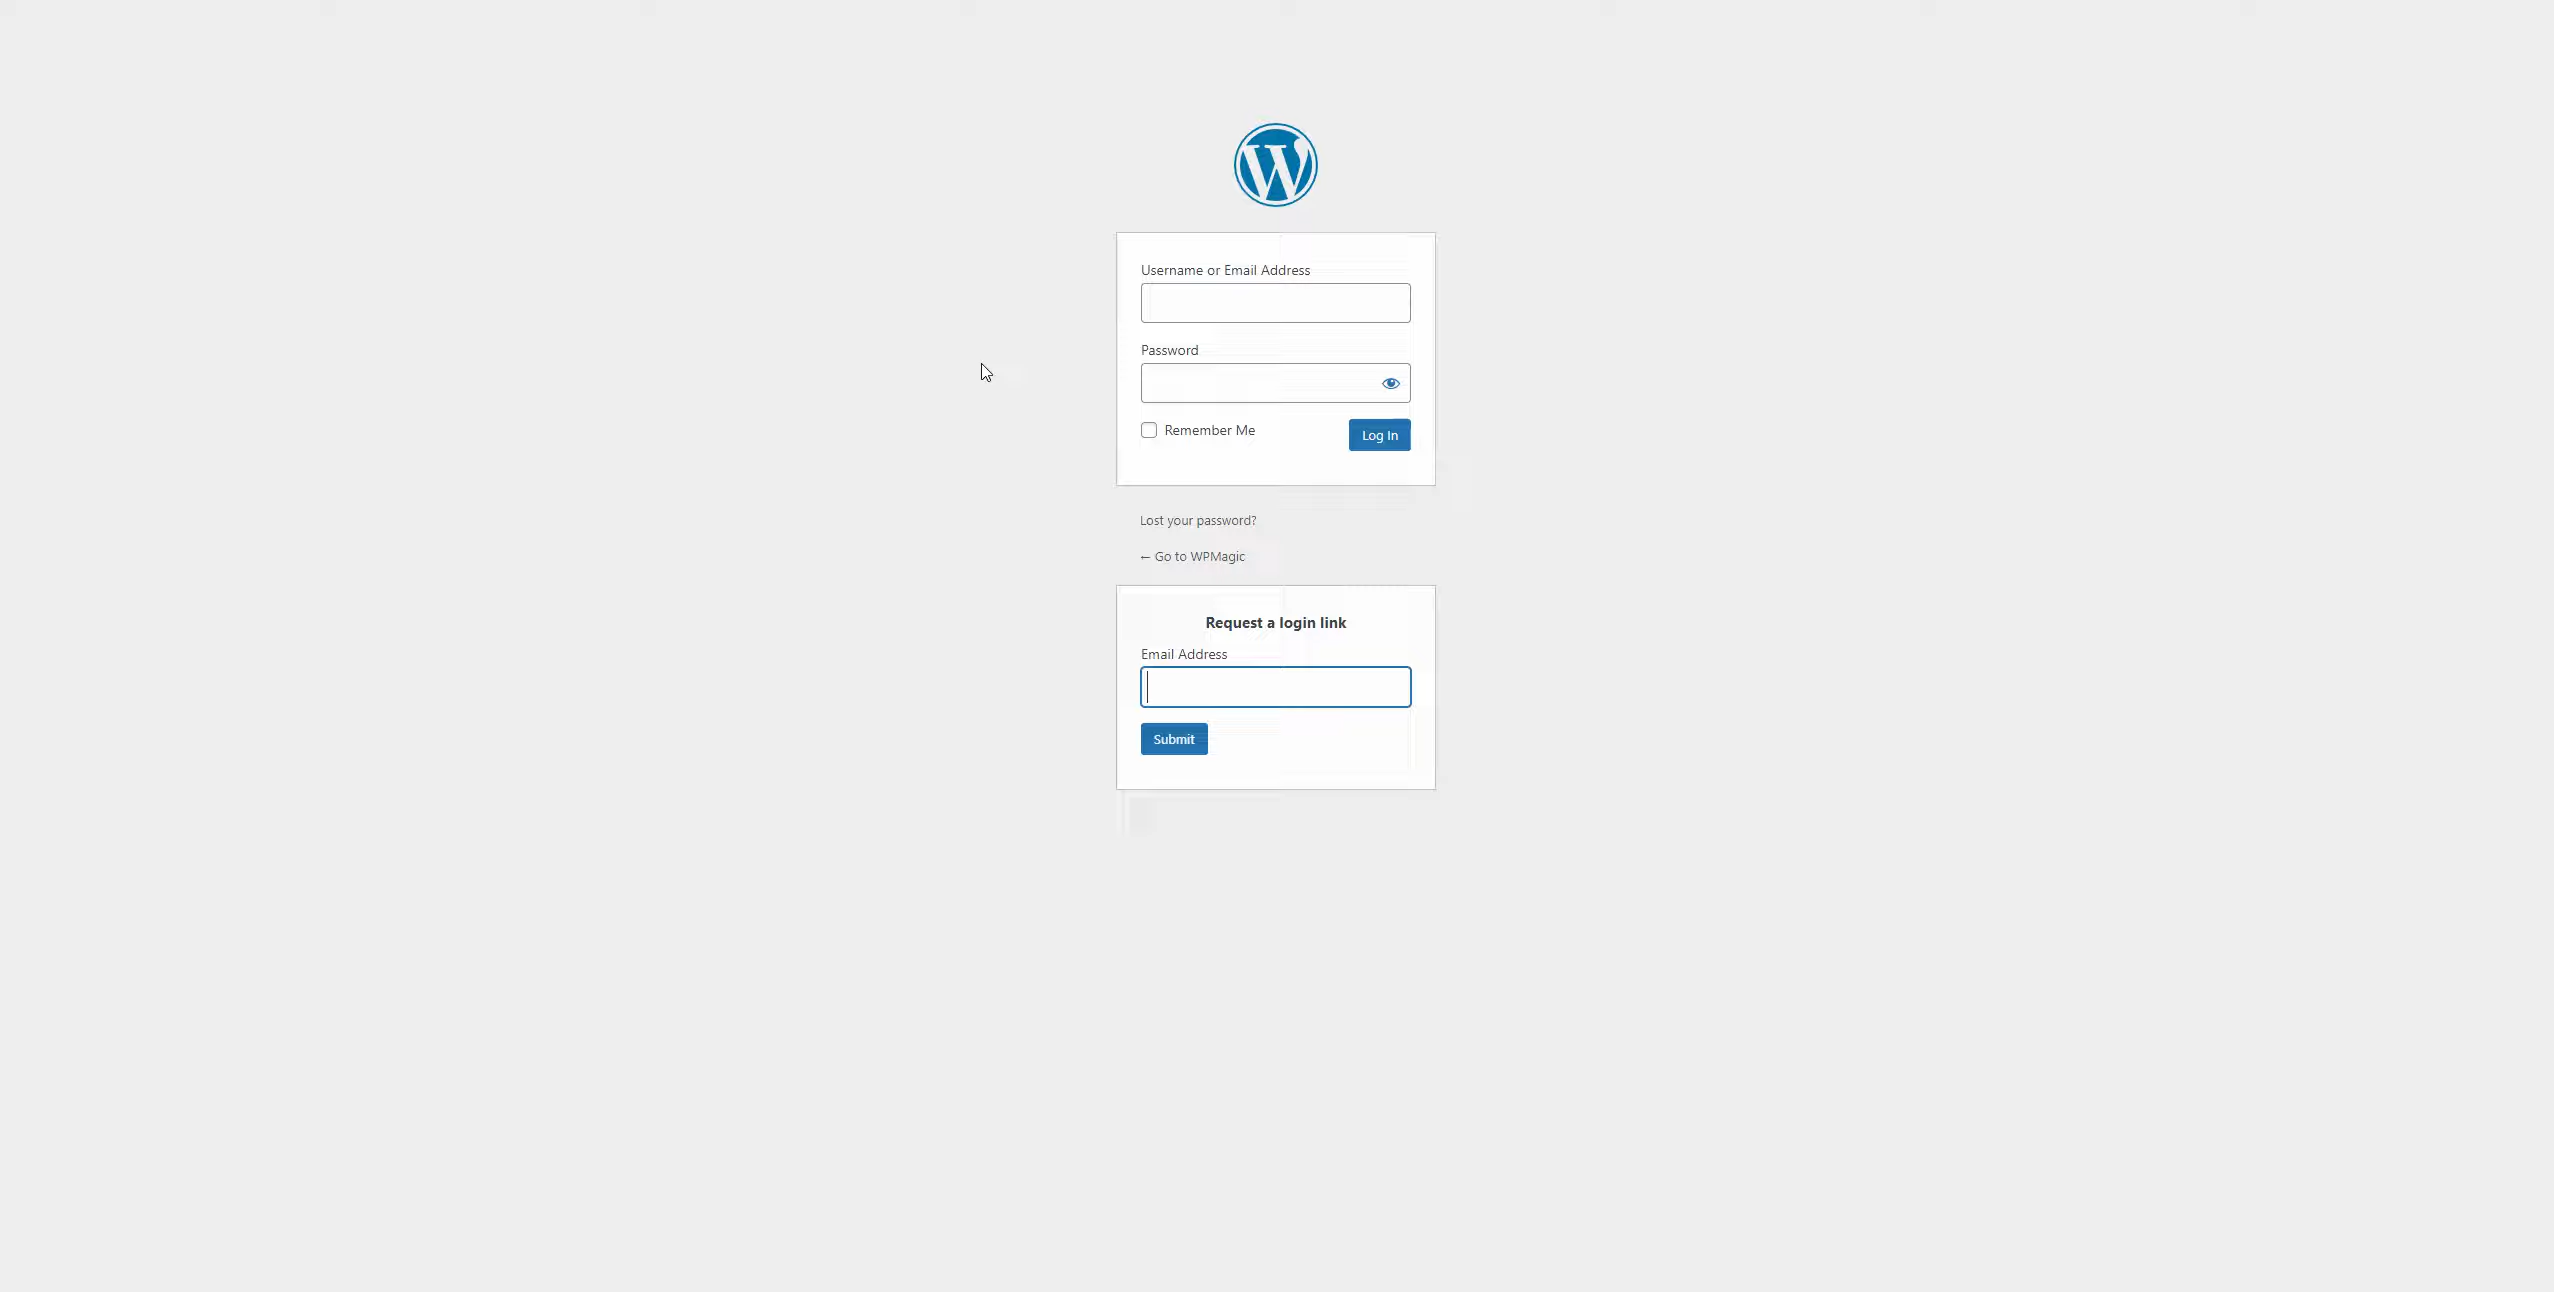 Username or Email Address
Password
Remember Me
Log In
Lost your password?
← Go to WPMagic
Request a login link
Email Address
Submit